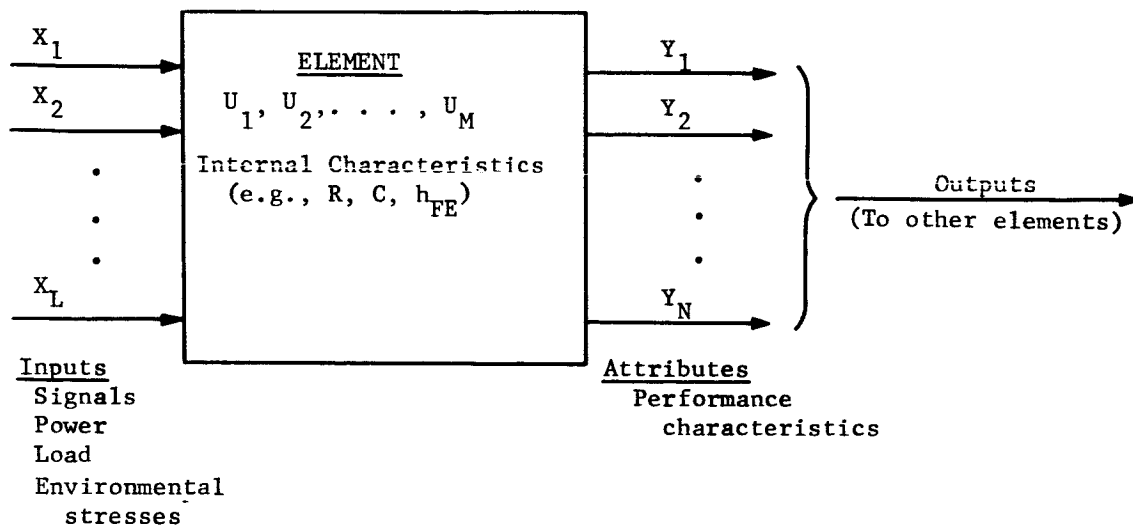 X1
X2
XL
ELEMENT
U1, U2, . . . , UM
Internal Characteristics
(e.g., R, C, hFE)
Y1
Y2
YN
Outputs
(To other elements)
Inputs
Signals
Power
Load
Environmental
stresses
Attributes
Performance
characteristics